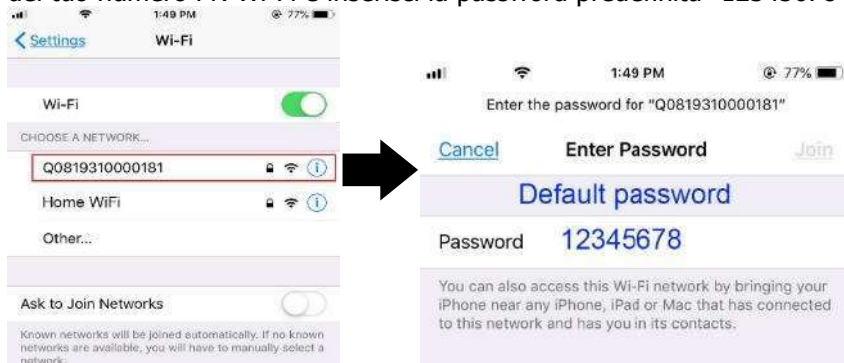 del tuo numero Wi-Fi e inserisci la password predefinita
1:49 PM 77%
Settings Wi-Fi
Wi-Fi
CHOOSE A NETWORK...
Q0819310000181
Home WiFi
Other...
Ask to Join Networks
Known networks will be joined automatically. If no known
networks are available, you will have to manually select a
network.
1:49 PM 77%
Enter the password for "Q0819310000181"
Cancel Enter Password Join
Default password
Password 12345678
You can also access this Wi-Fi network by bringing your
iPhone near any iPhone, iPad or Mac that has connected
to this network and has you in its contacts.